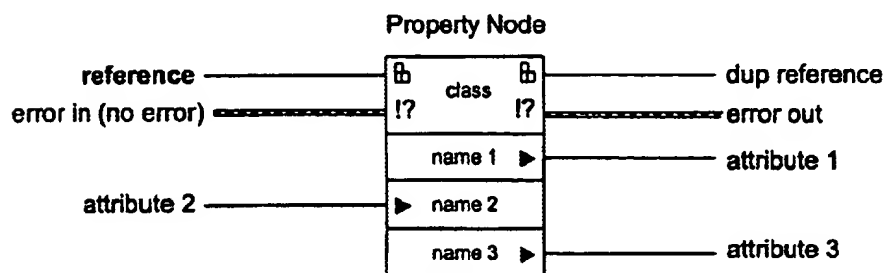 Property Node
reference class dup reference
error in (no error) !? !? error out
name 1 attribute 1
attribute 2 name 2
name 3 attribute 3